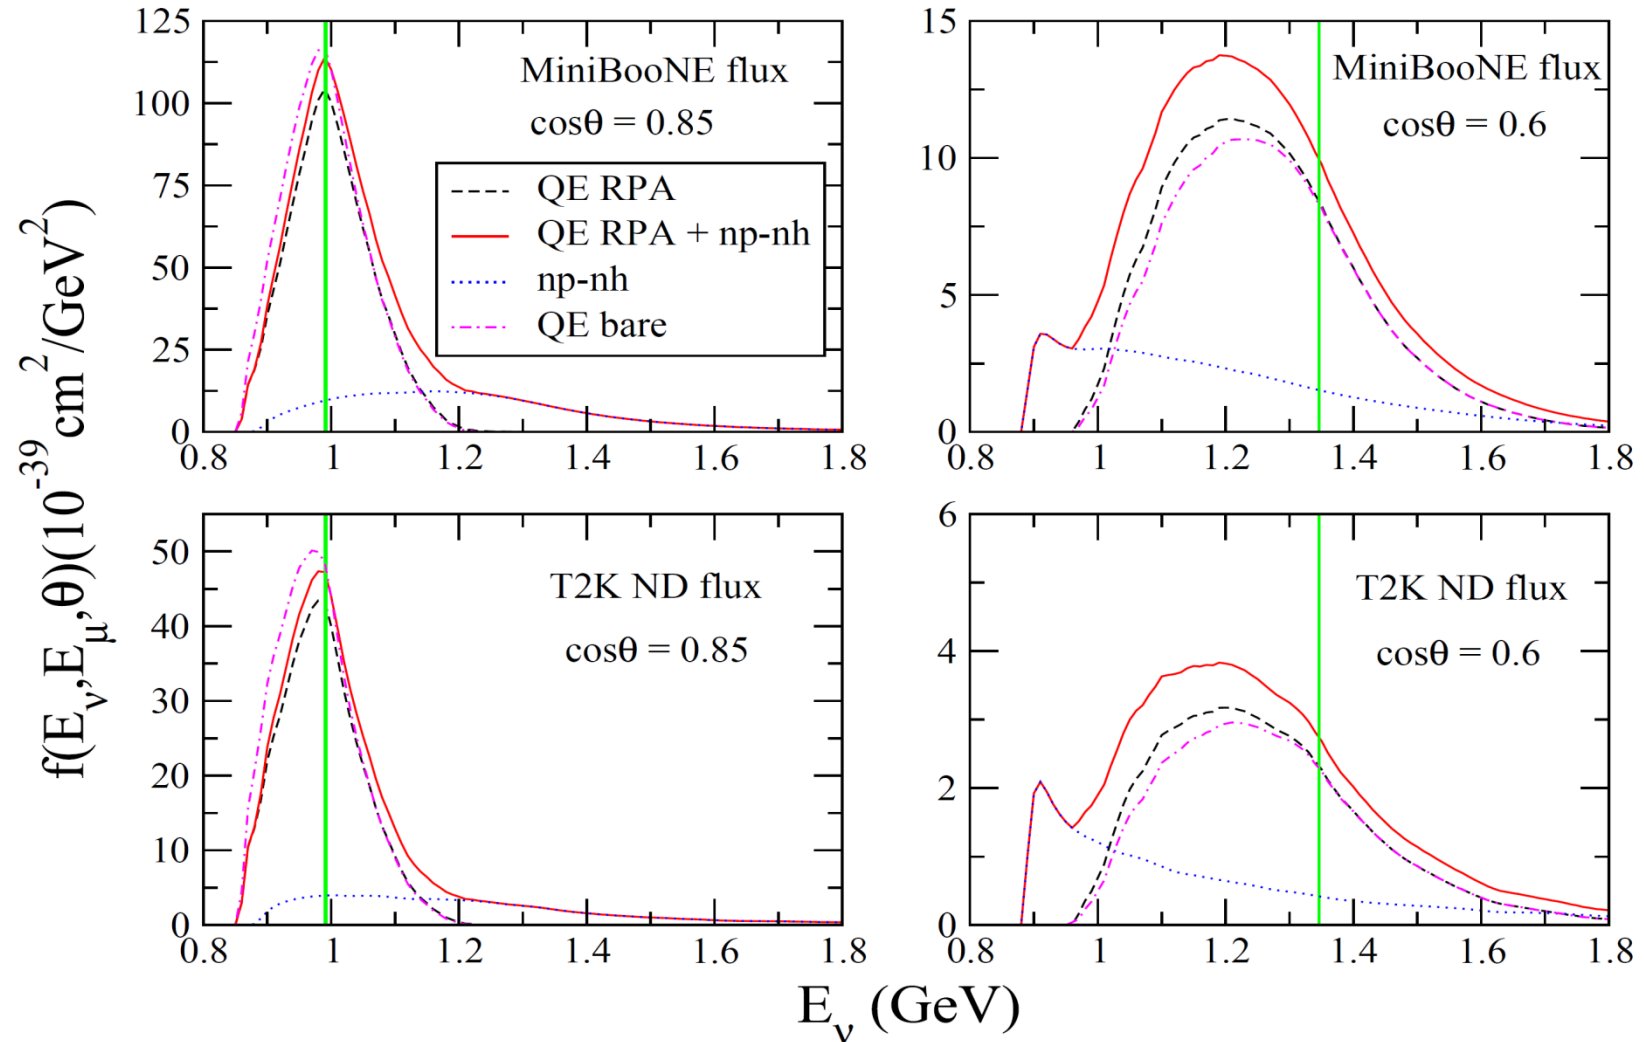 f(E_ν,E_μ,θ)(10^-39 cm^2/GeV^2)
125
100
75
50
25
0
0.8 1 1.2 1.4 1.6 1.8
MiniBooNE flux
cosθ = 0.85
QE RPA
QE RPA + np-nh
np-nh
QE bare
15
10
5
0
0.8 1 1.2 1.4 1.6 1.8
MiniBooNE flux
cosθ = 0.6
50
40
30
20
10
0
0.8 1 1.2 1.4 1.6 1.8
T2K ND flux
cosθ = 0.85
6
4
2
0
0.8 1 1.2 1.4 1.6 1.8
T2K ND flux
cosθ = 0.6
E_ν (GeV)